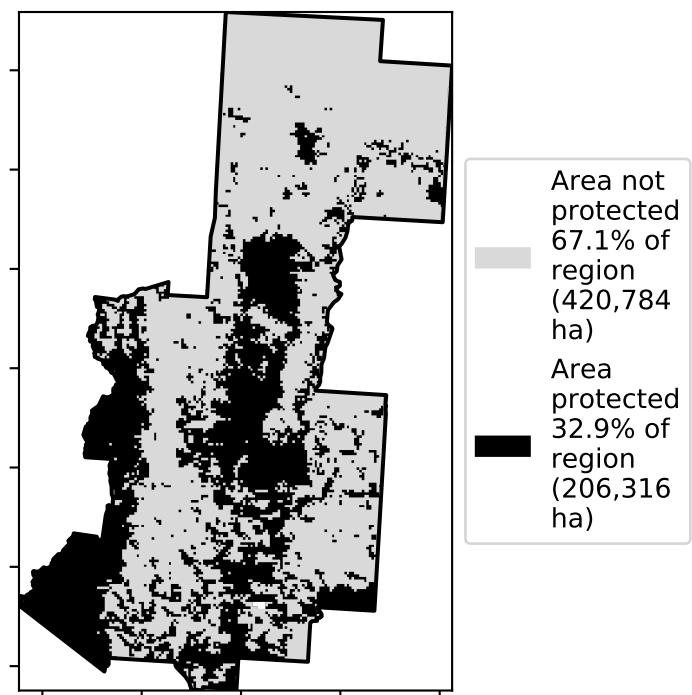 Area not
protected
67.1% of
region
(420,784
ha)
Area
protected
32.9% of
region
(206,316
ha)